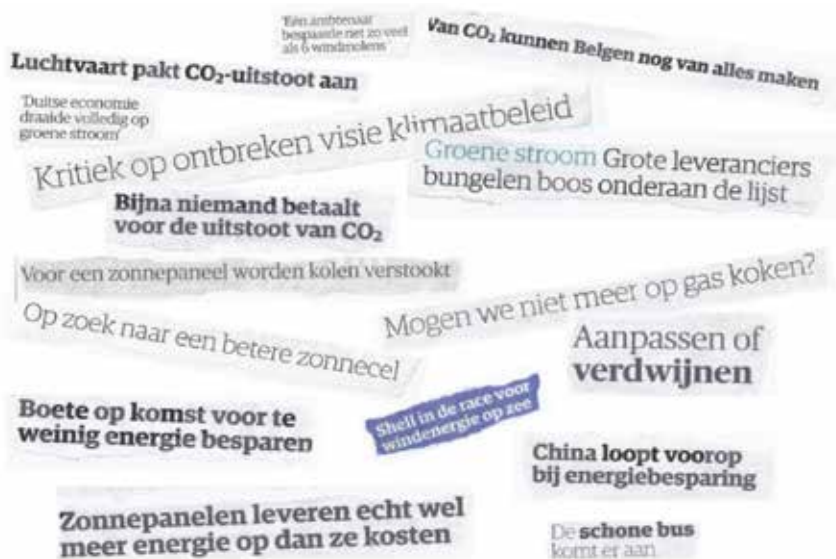 'Eén ambtenaar
bespaarde net zo veel
als 6 windmolens'
Van CO₂ kunnen Belgen nog van alles maken
Luchtvaart pakt CO₂-uitstoot aan
'Duitse economie
draaide volledig op
groene stroom'
Kritiek op ontbreken visie klimaatbeleid
Groene stroom Grote leveranciers
bungelen boos onderaan de lijst
Bijna niemand betaalt
voor de uitstoot van CO₂
Voor een zonnepaneel worden kolen verstookt
Mogen we niet meer op gas koken?
Op zoek naar een betere zonnecel
Aanpassen of
verdwijnen
Shell in de race voor
windenergie op zee
Boete op komst voor te
weinig energie besparen
China loopt voorop
bij energiebesparing
Zonnepanelen leveren echt wel
meer energie op dan ze kosten
De schone bus
komt er aan